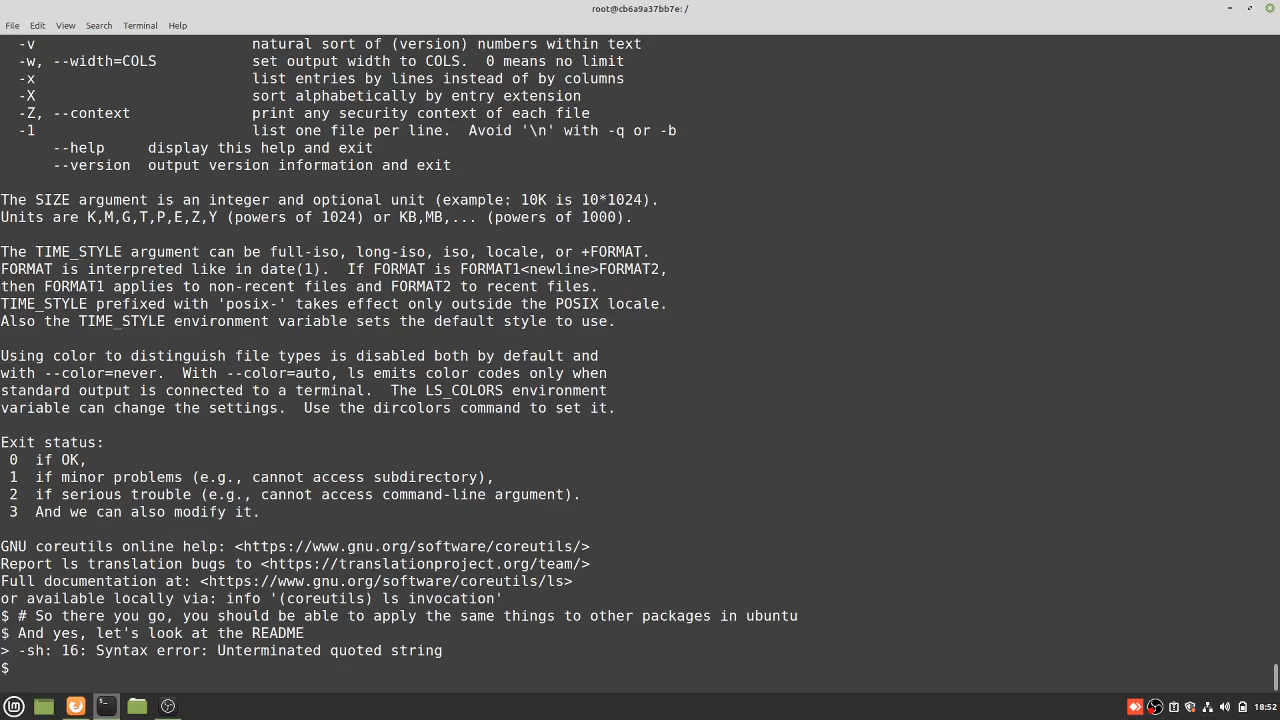 root@cb6a9a37bb7e: /
File Edit View Search Terminal Help
-v natural sort of (version) numbers within text
-w, --width=COLS set output width to COLS.  0 means no limit
-x list entries by lines instead of by columns
-X sort alphabetically by entry extension
-Z, --context print any security context of each file
-1 list one file per line.  Avoid '\n' with -q or -b
--help display this help and exit
--version output version information and exit
The SIZE argument is an integer and optional unit (example: 10K is 10*1024).
Units are K,M,G,T,P,E,Z,Y (powers of 1024) or KB,MB,... (powers of 1000).
The TIME_STYLE argument can be full-iso, long-iso, iso, locale, or +FORMAT.
FORMAT is interpreted like in date(1).  If FORMAT is FORMAT1<newline>FORMAT2,
then FORMAT1 applies to non-recent files and FORMAT2 to recent files.
TIME_STYLE prefixed with 'posix-' takes effect only outside the POSIX locale.
Also the TIME_STYLE environment variable sets the default style to use.
Using color to distinguish file types is disabled both by default and
with --color=never.  With --color=auto, ls emits color codes only when
standard output is connected to a terminal.  The LS_COLORS environment
variable can change the settings.  Use the dircolors command to set it.
Exit status:
0 if OK,
1 if minor problems (e.g., cannot access subdirectory),
2 if serious trouble (e.g., cannot access command-line argument).
3 And we can also modify it.
GNU coreutils online help: <https://www.gnu.org/software/coreutils/>
Report ls translation bugs to <https://translationproject.org/team/>
Full documentation at: <https://www.gnu.org/software/coreutils/ls>
or available locally via: info '(coreutils) ls invocation'
$ # So there you go, you should be able to apply the same things to other packages in ubuntu
$ And yes, let's look at the README
> -sh: 16: Syntax error: Unterminated quoted string
$
18:52